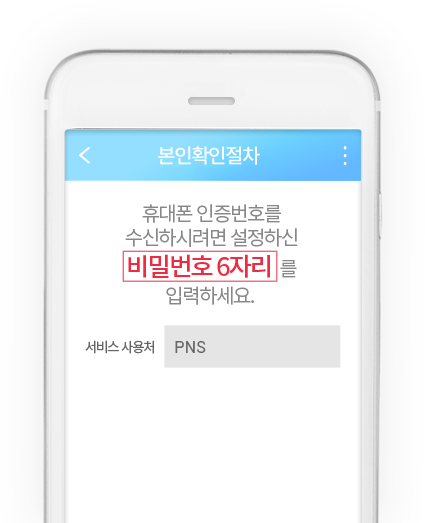 본인확인절차
휴대폰 인증번호를
수신하시려면 설정하신
비밀번호 6자리 를
입력하세요.
서비스 사용처 PNS